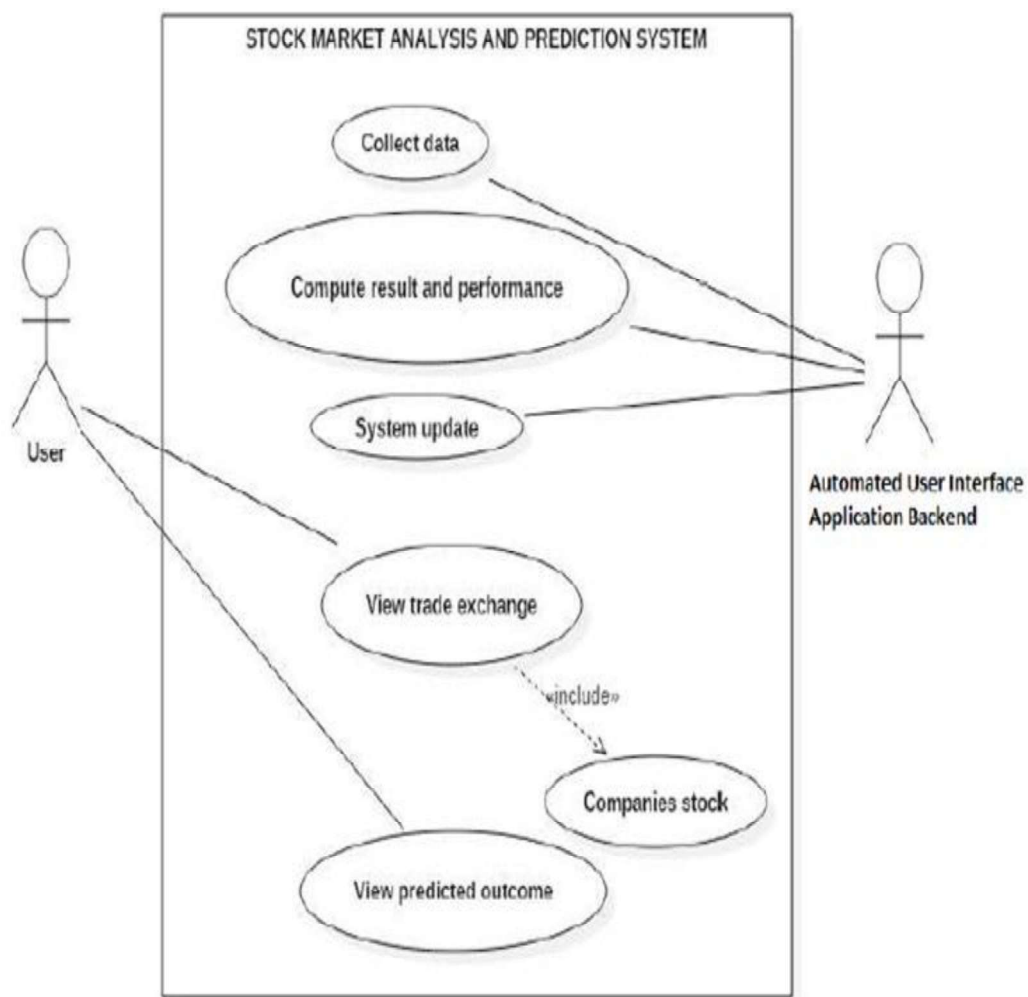 STOCK MARKET ANALYSIS AND PREDICTION SYSTEM
Collect data
Compute result and performance
System update
User
Automated User Interface
Application Backend
View trade exchange
«include»
Companies stock
View predicted outcome